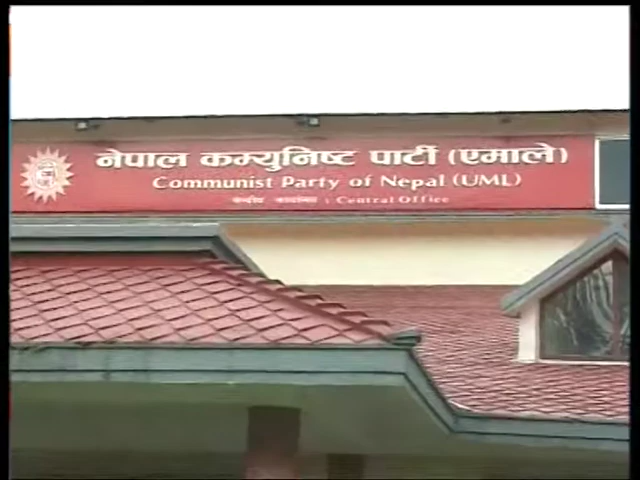 नेपाल कम्युनिष्ट पार्टी (एमाले)
Communist Party of Nepal (UML)
केन्द्रीय कार्यालय : Central Office